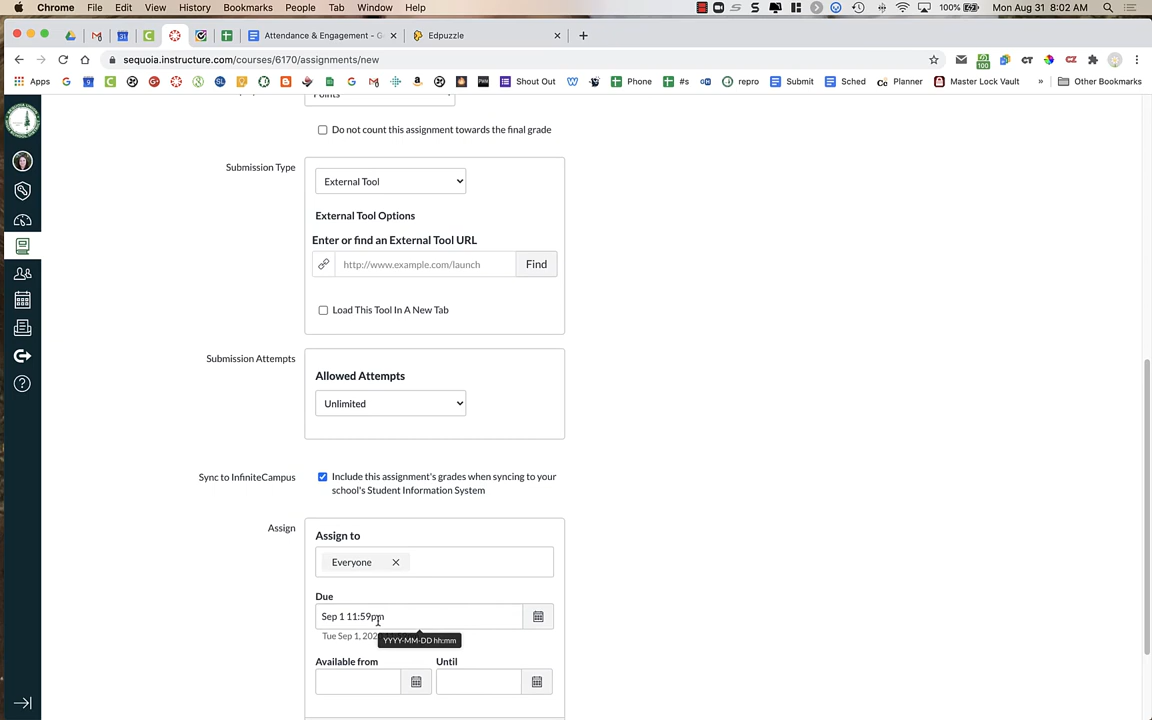 Chrome File Edit View History Bookmarks People Tab Window Help 100% Mon Aug 31 8:02 AM
Attendance & Engagement - G Edpuzzle
sequoia.instructure.com/courses/6170/assignments/new
Apps Shout Out Phone #s repro Submit Sched Planner Master Lock Vault » Other Bookmarks
Points
Do not count this assignment towards the final grade
Submission Type
External Tool
External Tool Options
Enter or find an External Tool URL
http://www.example.com/launch Find
Load This Tool In A New Tab
Submission Attempts
Allowed Attempts
Unlimited
Sync to InfiniteCampus
Include this assignment's grades when syncing to your
school's Student Information System
Assign
Assign to
Everyone
Due
Sep 1 11:59pm
Tue Sep 1, 202
YYYY-MM-DD hh:mm
Available from Until